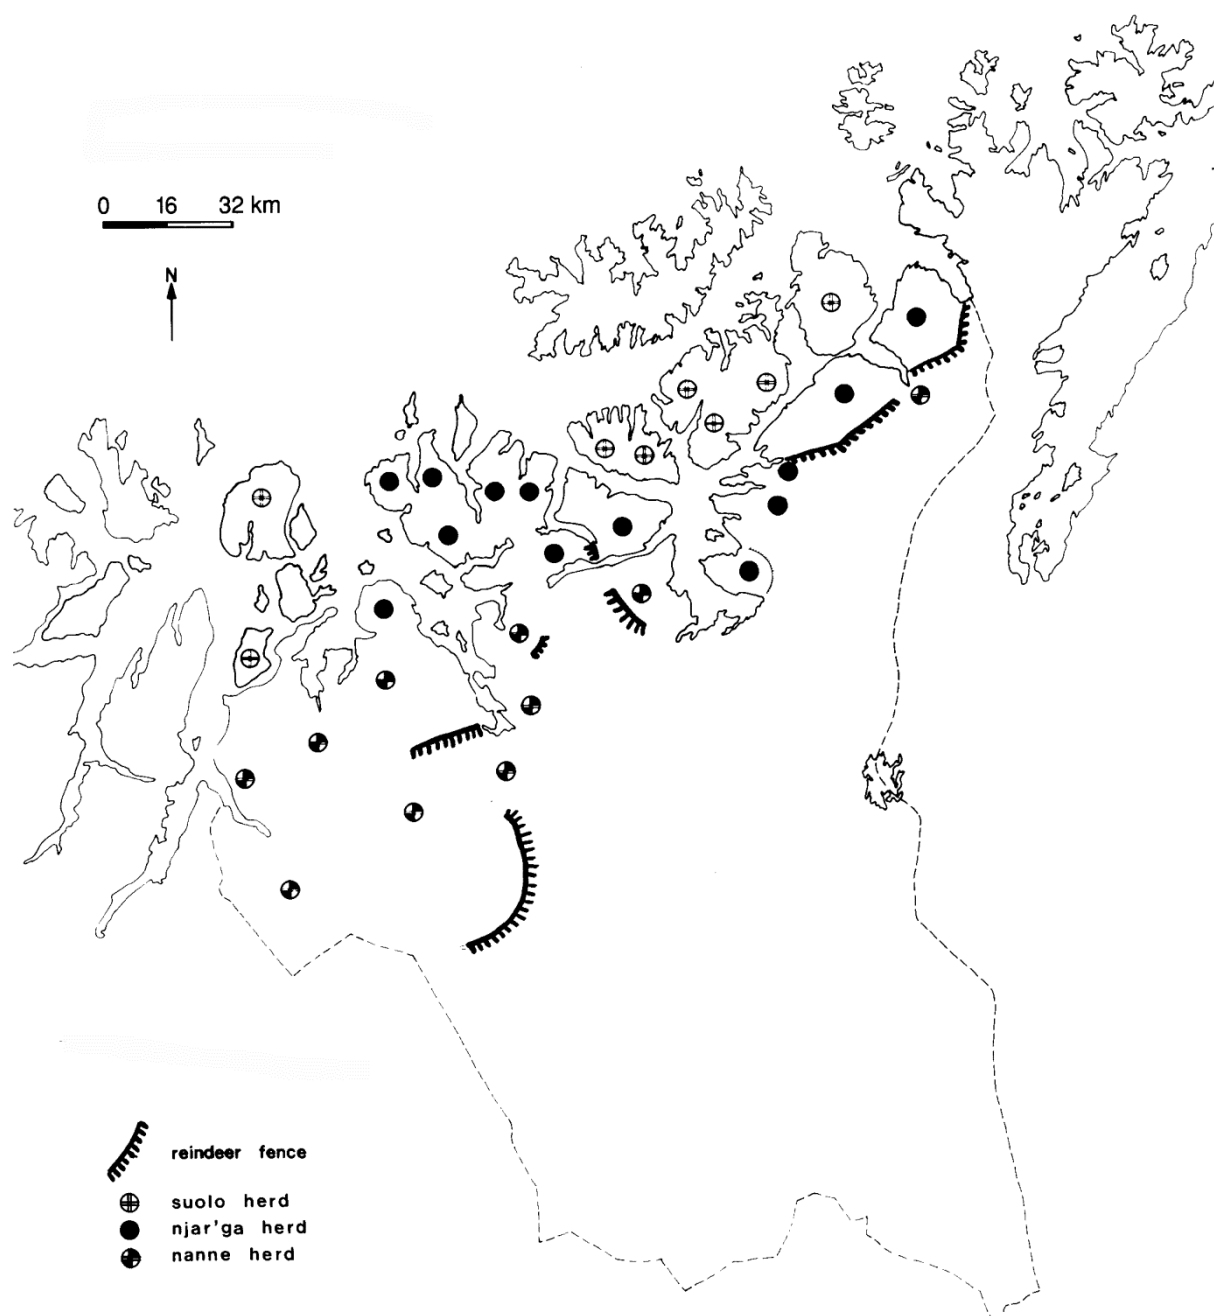 0 16 32 km
N
reindeer fence
suolo herd
njar'ga herd
nanne herd